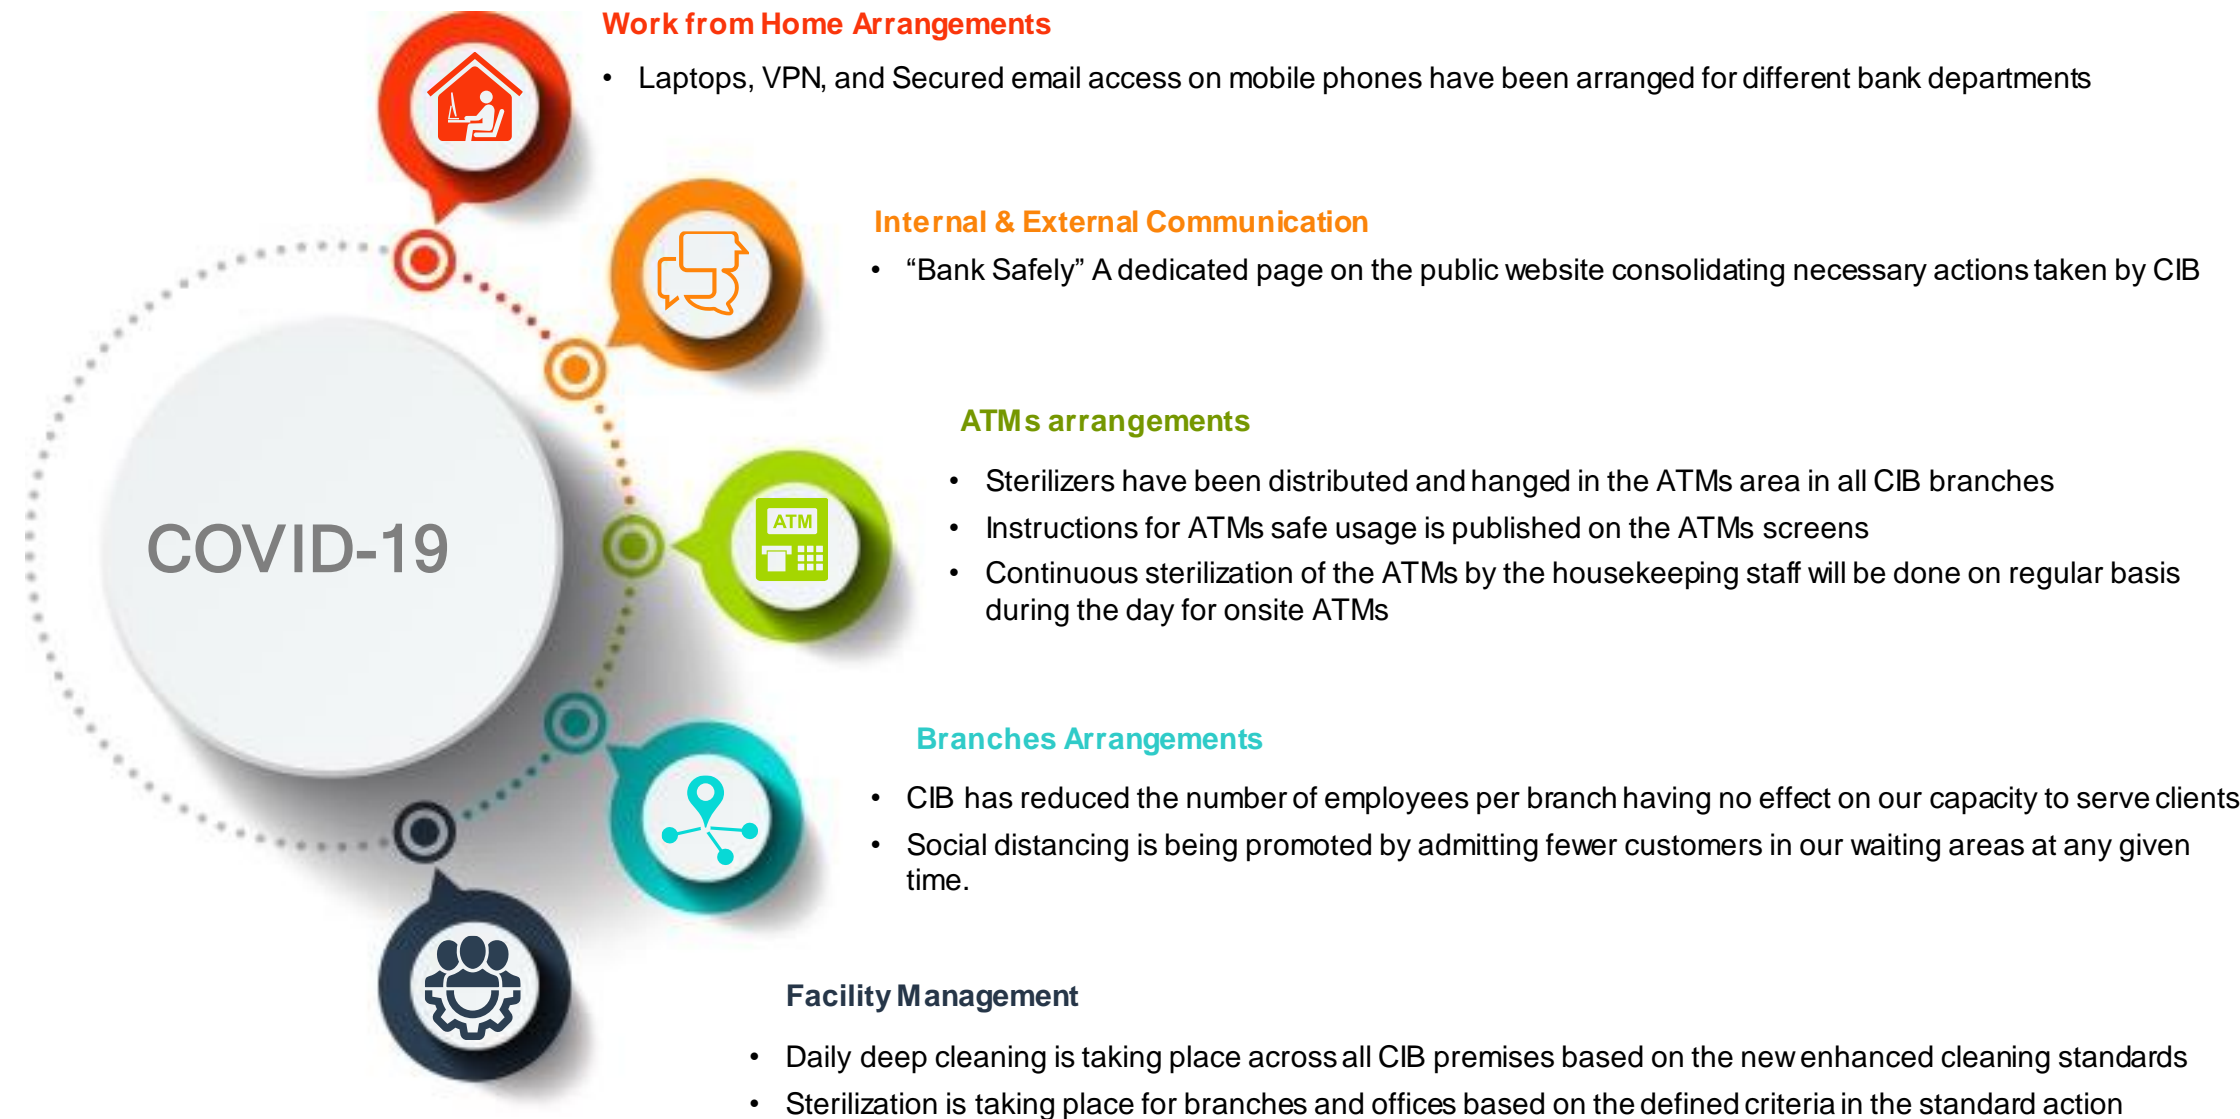 Work from Home Arrangements
• Laptops, VPN, and Secured email access on mobile phones have been arranged for different bank departments
Internal & External Communication
• “Bank Safely” A dedicated page on the public website consolidating necessary actions taken by CIB
ATMs arrangements
• Sterilizers have been distributed and hanged in the ATMs area in all CIB branches
• Instructions for ATMs safe usage is published on the ATMs screens
• Continuous sterilization of the ATMs by the housekeeping staff will be done on regular basis
during the day for onsite ATMs
ATM
COVID-19
Branches Arrangements
• CIB has reduced the number of employees per branch having no effect on our capacity to serve clients
• Social distancing is being promoted by admitting fewer customers in our waiting areas at any given
time.
Facility Management
• Daily deep cleaning is taking place across all CIB premises based on the new enhanced cleaning standards
• Sterilization is taking place for branches and offices based on the defined criteria in the standard action